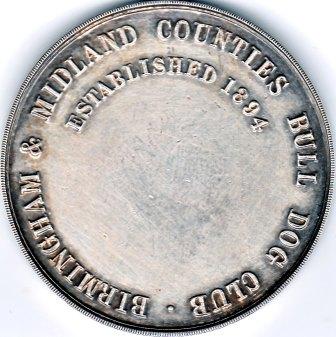 BIRMINGHAM & MIDLAND COUNTIES BULL DOG CLUB ·
ESTABLISHED 1894